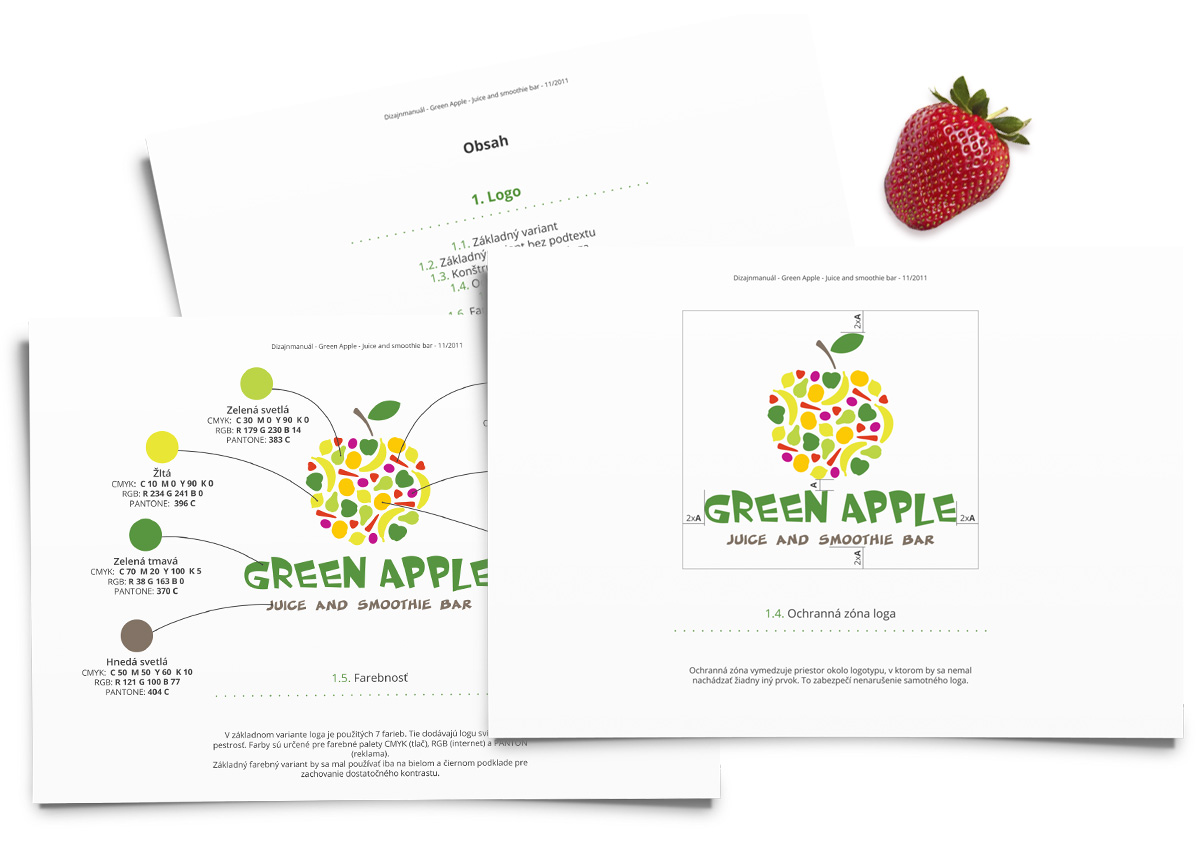 Dizajnmanuál - Green Apple - Juice and smoothie bar - 11/2011
Obsah
1. Logo
1.1. Základný variant
1.2. Základný variant bez podtextu
1.3. Konštru
1.4. O
1.6. Fa
Dizajnmanuál - Green Apple - Juice and smoothie bar - 11/2011
Zelená svetlá
CMYK: C 30 M 0 Y 90 K 0
RGB: R 179 G 230 B 14
PANTONE: 383 C
Žltá
CMYK: C 10 M 0 Y 90 K 0
RGB: R 234 G 241 B 0
PANTONE: 396 C
Zelená tmavá
CMYK: C 70 M 20 Y 100 K 5
RGB: R 38 G 163 B 0
PANTONE: 370 C
Hnedá svetlá
CMYK: C 50 M 50 Y 60 K 10
RGB: R 121 G 100 B 77
PANTONE: 404 C
GREEN APPLE
JUICE AND SMOOTHIE BAR
1.5. Farebnosť
V základnom variante loga je použitých 7 farieb. Tie dodávajú logu svi
pestrosť. Farby sú určené pre farebné palety CMYK (tlač), RGB (internet) a PANTON
(reklama).
Základný farebný variant by sa mal používať iba na bielom a čiernom podklade pre
zachovanie dostatočného kontrastu.
Dizajnmanuál - Green Apple - Juice and smoothie bar - 11/2011
2xA
A
GREEN APPLE
2xA
2xA
JUICE AND SMOOTHIE BAR
2xA
1.4. Ochranná zóna loga
Ochranná zóna vymedzuje priestor okolo logotypu, v ktorom by sa nemal
nachádzať žiadny iný prvok. To zabezpečí nenarušenie samotného loga.